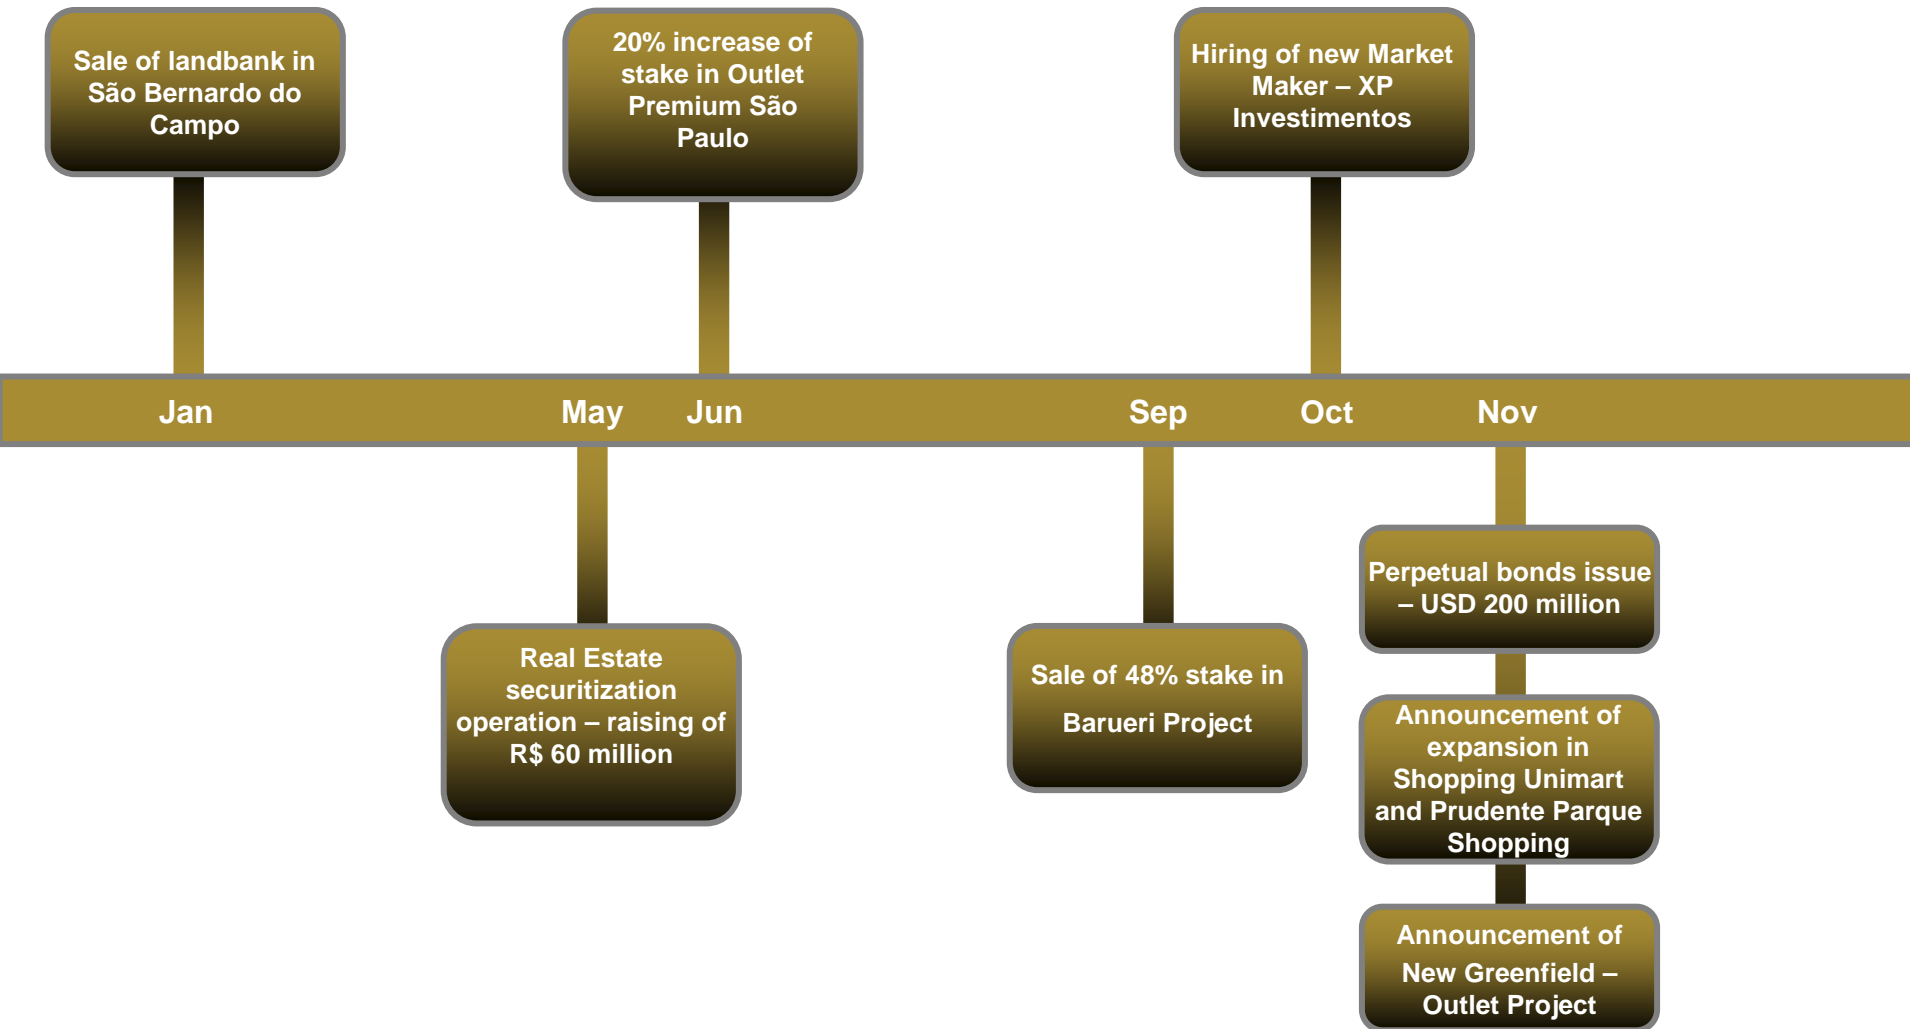 Sale of landbank in
São Bernardo do
Campo
20% increase of
stake in Outlet
Premium São
Paulo
Hiring of new Market
Maker – XP
Investimentos
Jan
May
Jun
Sep
Oct
Nov
Real Estate
securitization
operation – raising of
R$ 60 million
Sale of 48% stake in
Barueri Project
Perpetual bonds issue
– USD 200 million
Announcement of
expansion in
Shopping Unimart
and Prudente Parque
Shopping
Announcement of
New Greenfield –
Outlet Project